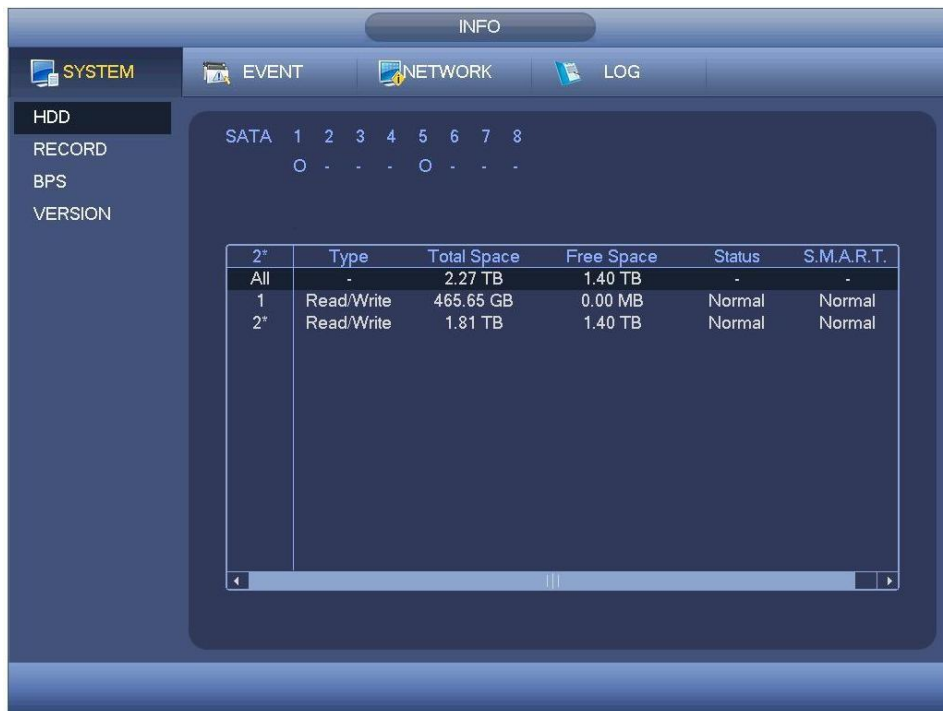 INFO
SYSTEM EVENT NETWORK LOG
HDD
RECORD
BPS
VERSION
SATA 1 2 3 4 5 6 7 8
O - - - O - - -
2* Type Total Space Free Space Status S.M.A.R.T.
All - 2.27 TB 1.40 TB - -
1 Read/Write 465.65 GB 0.00 MB Normal Normal
2* Read/Write 1.81 TB 1.40 TB Normal Normal